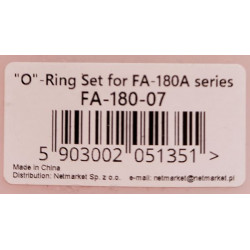 "O"-Ring Set for FA-180A series
FA-180-07
5 903002 051351 >
Made in China
Distribution: Netmarket Sp. z o.o. e-mail: netmarket@netmarket.pl